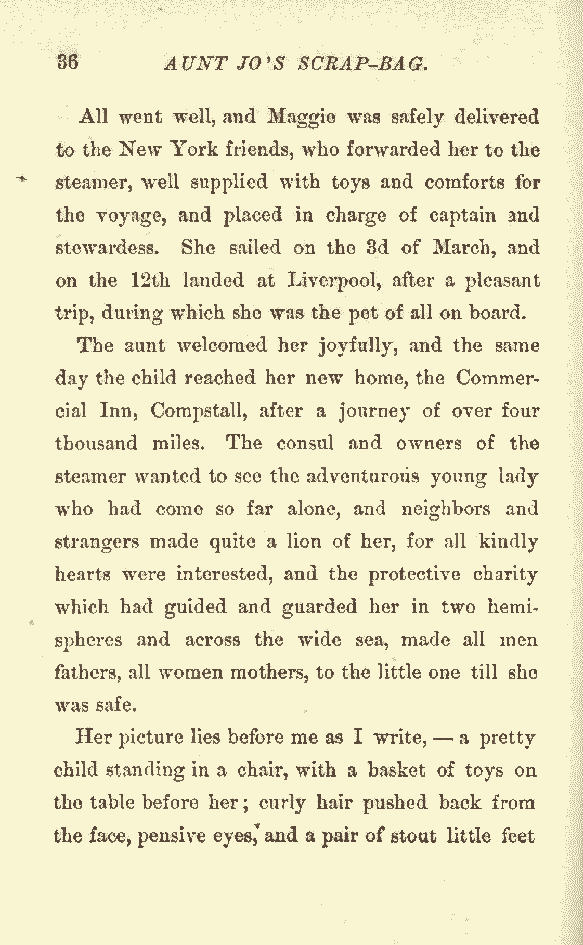 36 AUNT JO'S SCRAP-BAG.
All went well, and Maggie was safely delivered
to the New York friends, who forwarded her to the
steamer, well supplied with toys and comforts for
the voyage, and placed in charge of captain and
stewardess. She sailed on the 3d of March, and
on the 12th landed at Liverpool, after a pleasant
trip, during which she was the pet of all on board.
The aunt welcomed her joyfully, and the same
day the child reached her new home, the Commer-
cial Inn, Compstall, after a journey of over four
thousand miles. The consul and owners of the
steamer wanted to see the adventurous young lady
who had come so far alone, and neighbors and
strangers made quite a lion of her, for all kindly
hearts were interested, and the protective charity
which had guided and guarded her in two hemi-
spheres and across the wide sea, made all men
fathers, all women mothers, to the little one till she
was safe.
Her picture lies before me as I write, — a pretty
child standing in a chair, with a basket of toys on
the table before her; curly hair pushed back from
the face, pensive eyes, and a pair of stout little feet